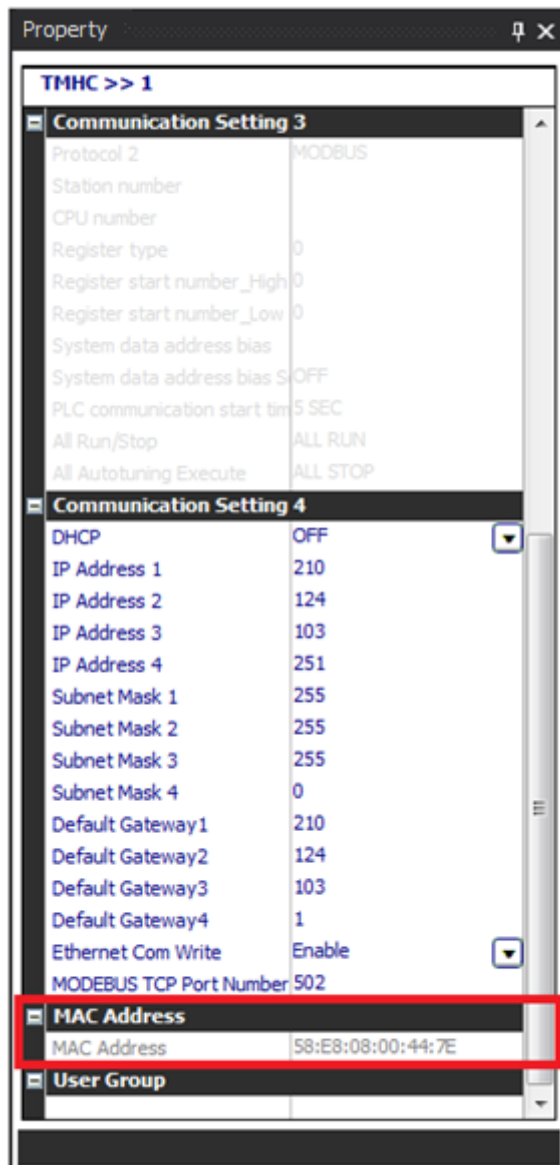 Property
TMHC >> 1
Communication Setting 3
Protocol 2 MODBUS
Station number
CPU number
Register type 0
Register start number_High 0
Register start number_Low 0
System data address bias
System data address bias S OFF
PLC communication start tim 5 SEC
All Run/Stop ALL RUN
All Autotuning Execute ALL STOP
Communication Setting 4
DHCP OFF
IP Address 1 210
IP Address 2 124
IP Address 3 103
IP Address 4 251
Subnet Mask 1 255
Subnet Mask 2 255
Subnet Mask 3 255
Subnet Mask 4 0
Default Gateway1 210
Default Gateway2 124
Default Gateway3 103
Default Gateway4 1
Ethernet Com Write Enable
MODEBUS TCP Port Number 502
MAC Address
MAC Address 58:E8:08:00:44:7E
User Group